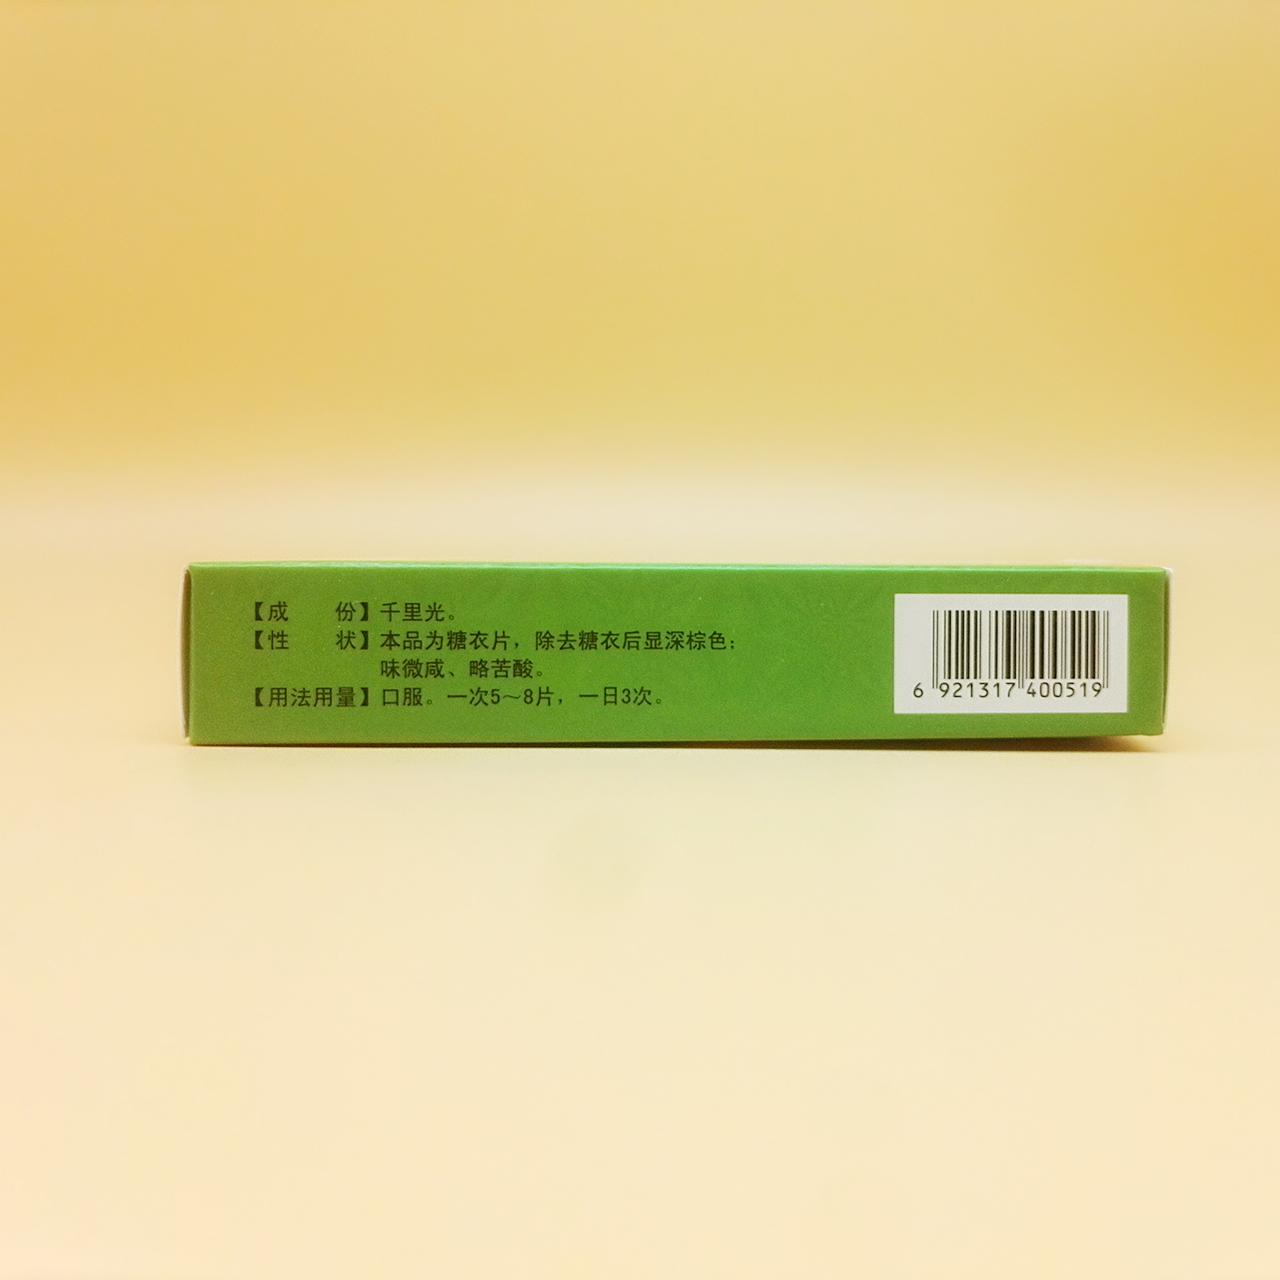 【成　　份】千里光。
【性　　状】本品为糖衣片，除去糖衣后显深棕色；
味微咸、略苦酸。
【用法用量】口服。一次5～8片，一日3次。
6 921317 400519